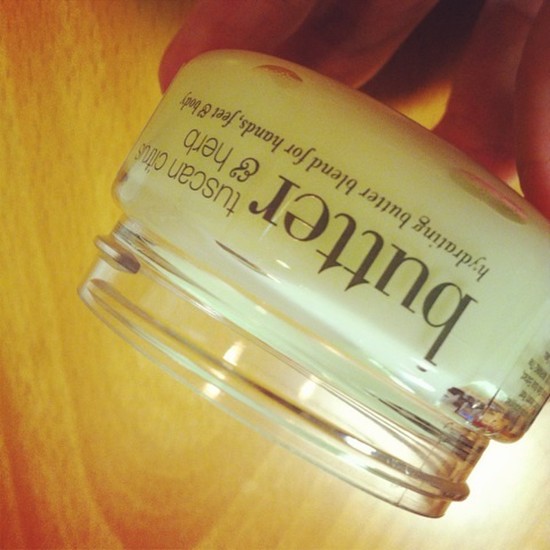 hydrating butter blend for hands, feet & body
butter
tuscan citrus
& herb